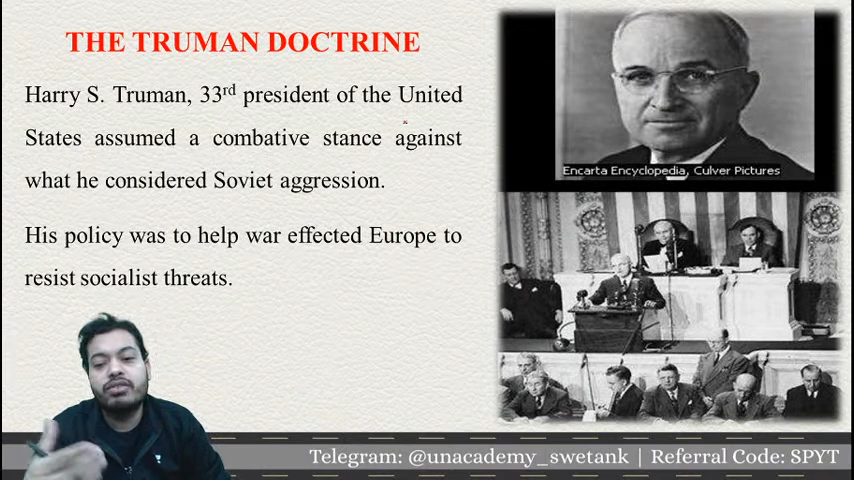 THE TRUMAN DOCTRINE
Harry S. Truman, 33rd president of the United
States assumed a combative stance against
what he considered Soviet aggression.
His policy was to help war effected Europe to
resist socialist threats.
Encarta Encyclopedia, Culver Pictures
Telegram: @unacademy_swetank | Referral Code: SPYT